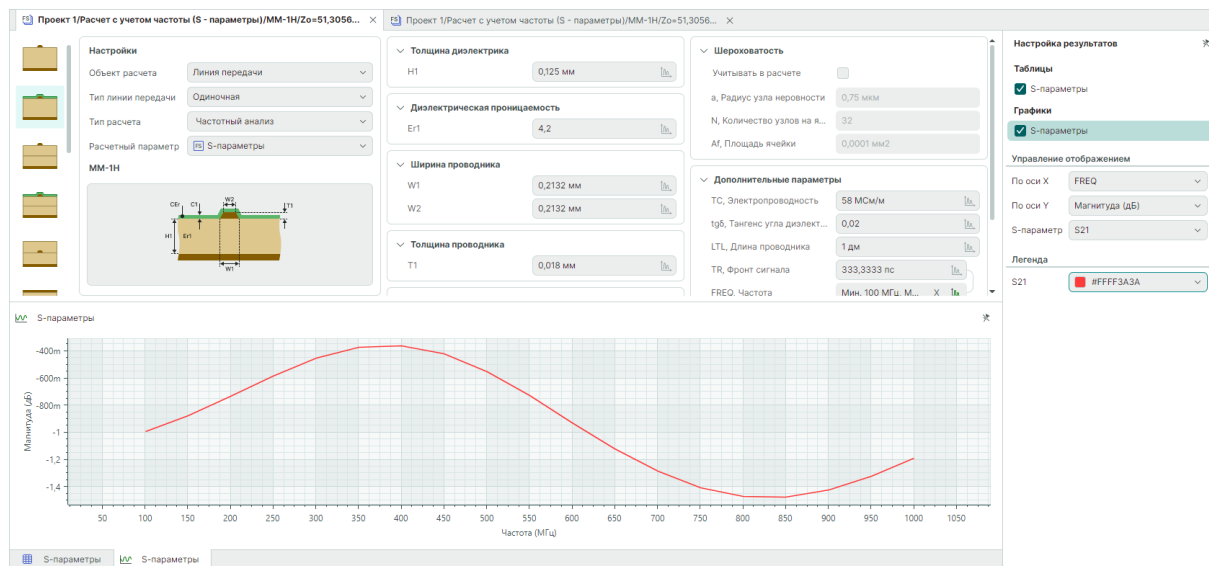 Проект 1/Расчет с учетом частоты (S - параметры)/MM-1H/Zo=51,3056...
Проект 1/Расчет с учетом частоты (S - параметры)/MM-1H/Zo=51,3056...
Настройки
Объект расчета Линия передачи
Тип линии передачи Одиночная
Тип расчета Частотный анализ
Расчетный параметр FS S-параметры
MM-1H
CEr C1 W2 T1
H1 Er1
W1
Толщина диэлектрика
H1 0,125 мм
Диэлектрическая проницаемость
Er1 4,2
Ширина проводника
W1 0,2132 мм
W2 0,2132 мм
Толщина проводника
T1 0,018 мм
Шероховатость
Учитывать в расчете
a, Радиус узла неровности 0,75 мкм
N, Количество узлов на я... 32
Af, Площадь ячейки 0,0001 мм2
Дополнительные параметры
TC, Электропроводность 58 МСм/м
tgδ, Тангенс угла диэлект... 0,02
LTL, Длина проводника 1 дм
TR, Фронт сигнала 333,3333 пс
FREQ, Частота Мин. 100 МГц, М... X
Настройка результатов
Таблицы
S-параметры
Графики
S-параметры
Управление отображением
По оси X FREQ
По оси Y Магнитуда (дБ)
S-параметр S21
Легенда
S21 #FFFF3A3A
S-параметры
Магнитуда (дБ)
-400m
-600m
-800m
-1
-1,2
-1,4
50 100 150 200 250 300 350 400 450 500 550 600 650 700 750 800 850 900 950 1000 1050
Частота (МГц)
S-параметры S-параметры